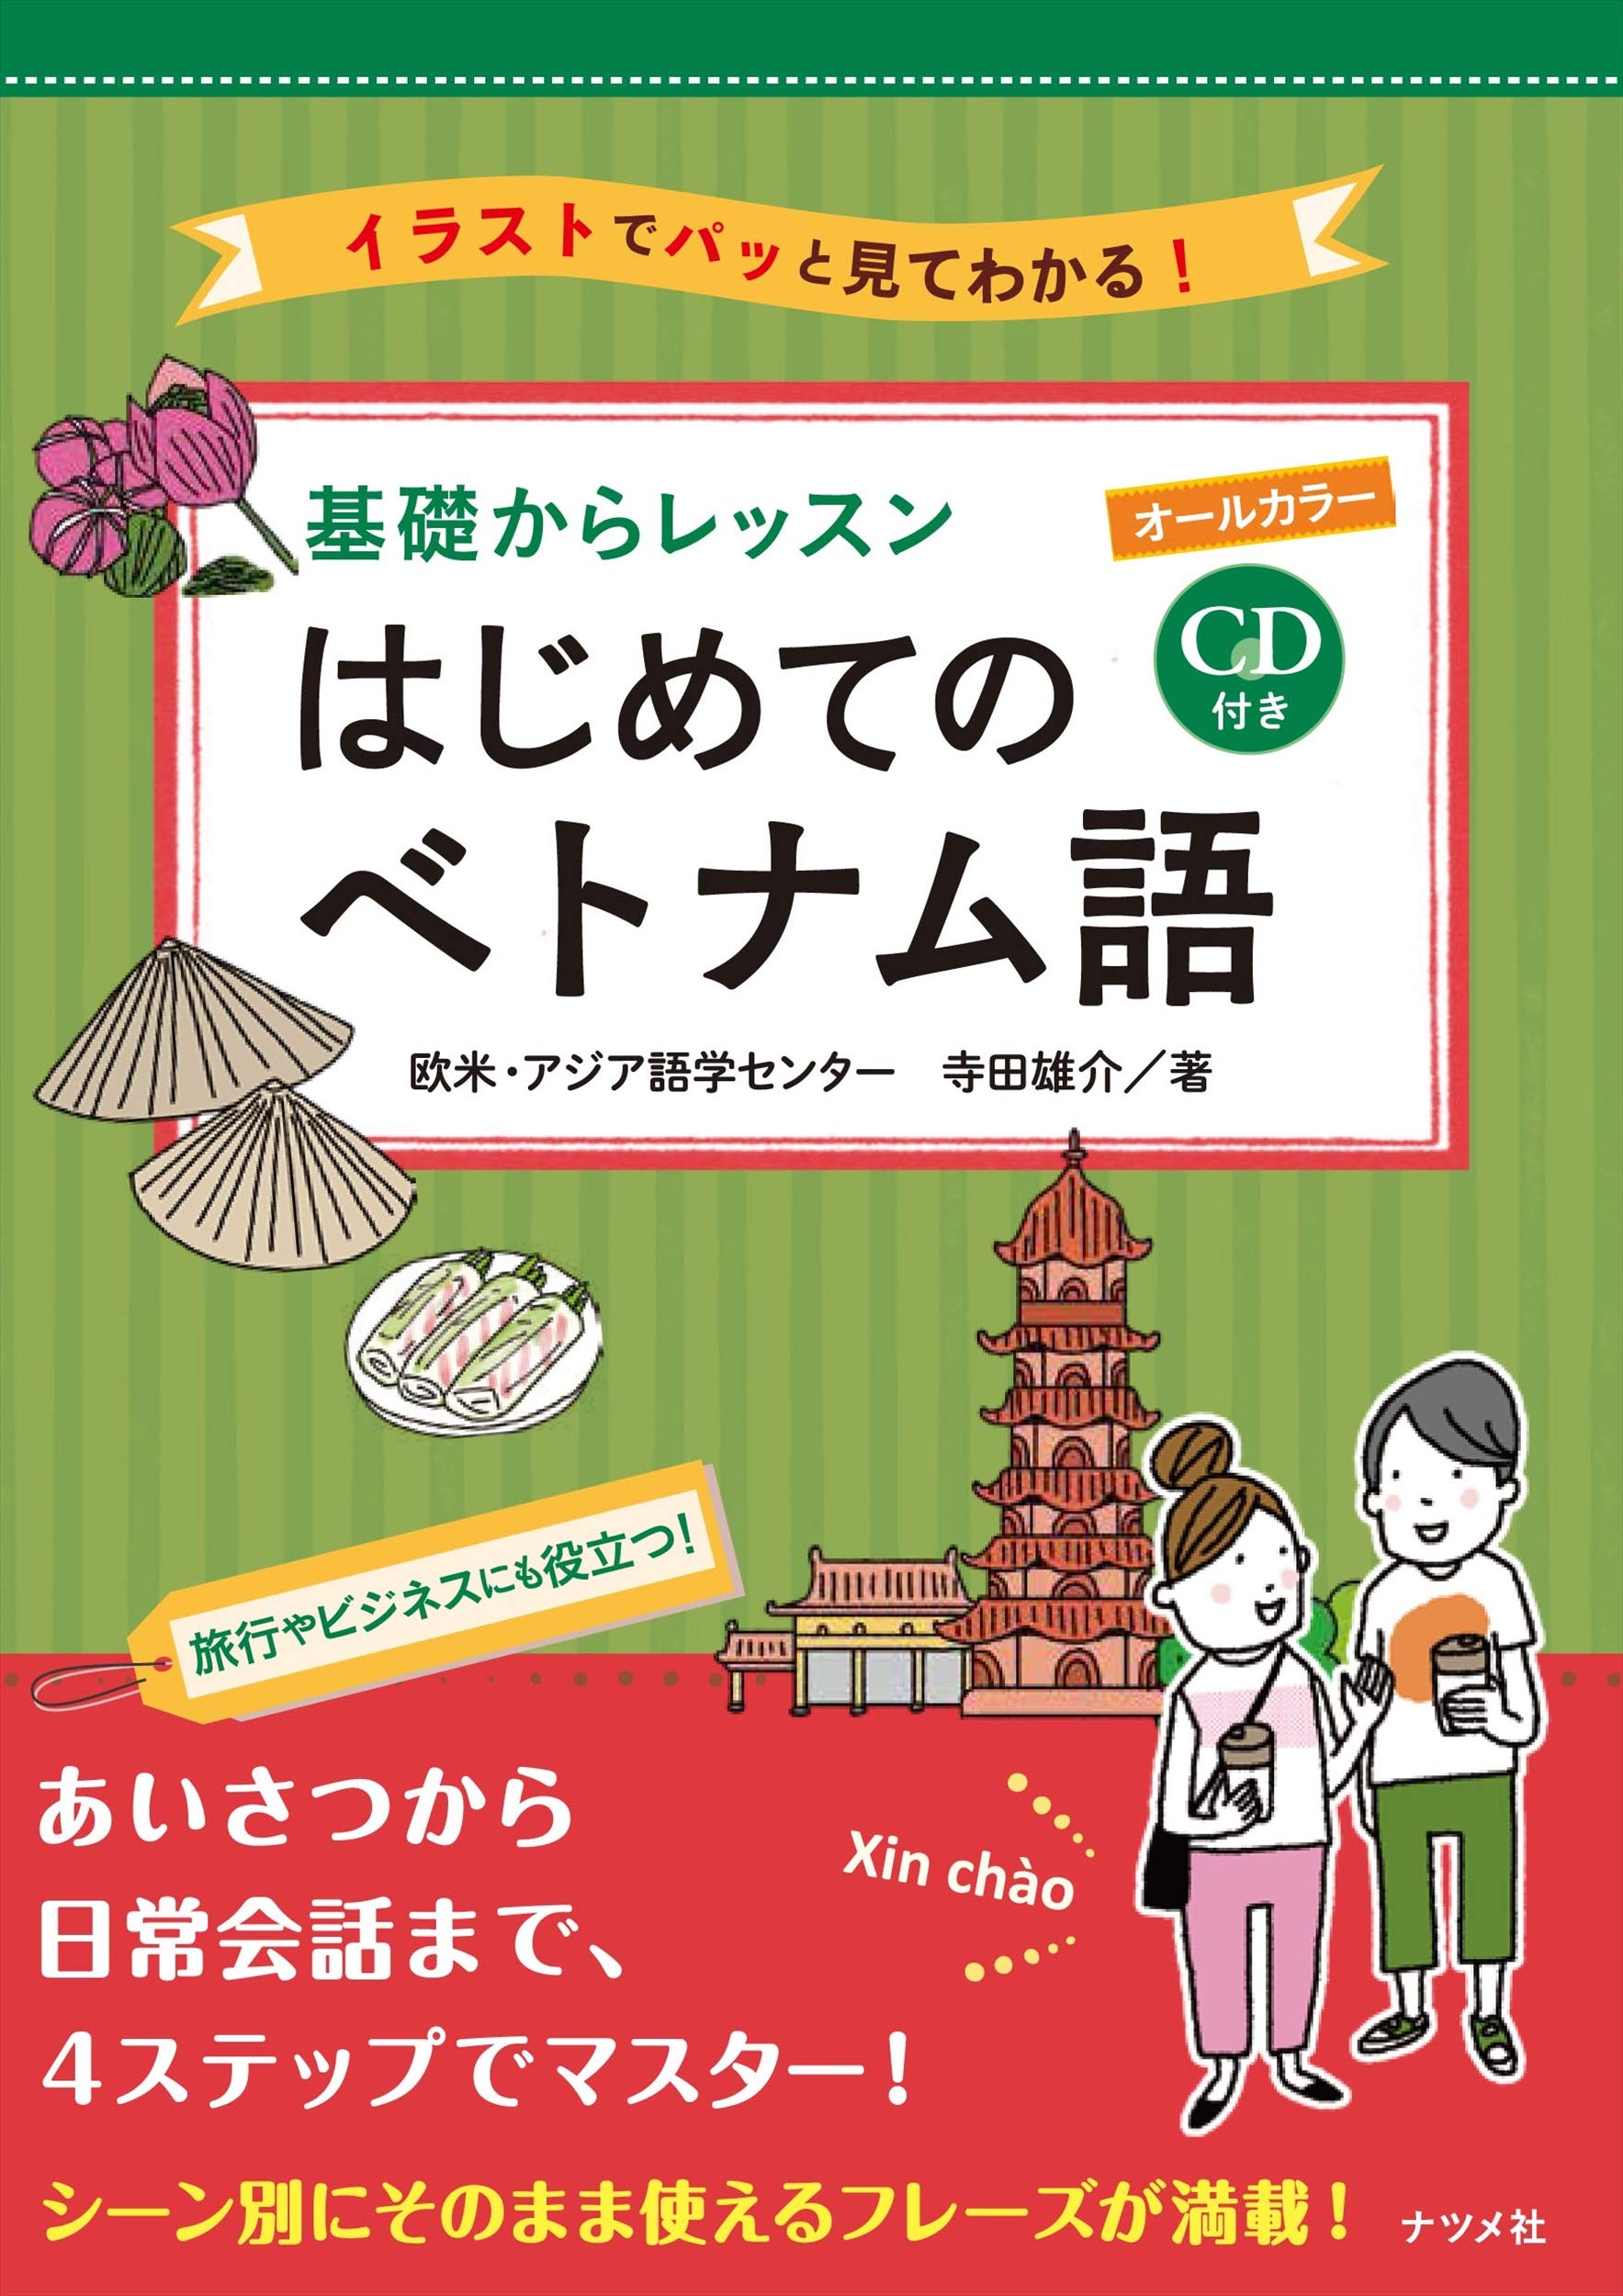 イラストでパッと見てわかる！
基礎からレッスン
オールカラー
はじめての
CD
付き
ベトナム語
欧米・アジア語学センター　寺田雄介／著
旅行やビジネスにも役立つ！
あいさつから
日常会話まで、
4ステップでマスター！
Xin chào
シーン別にそのまま使えるフレーズが満載！
ナツメ社